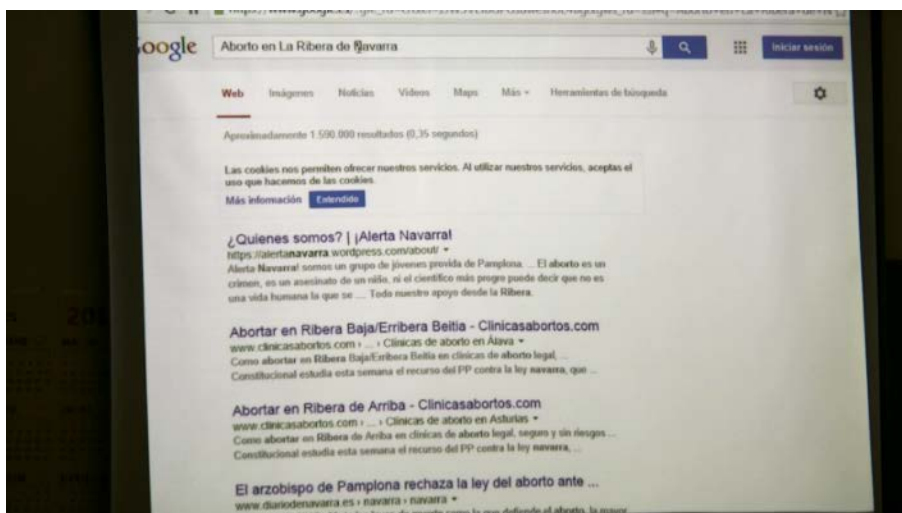 Google
Aborto en La Ribera de Navarra
Iniciar sesión
Web Imágenes Noticias Vídeos Maps Más Herramientas de búsqueda
Aproximadamente 1.590.000 resultados (0,35 segundos)
Las cookies nos permiten ofrecer nuestros servicios. Al utilizar nuestros servicios, aceptas el
uso que hacemos de las cookies.
Más información Entendido
¿Quienes somos? | ¡Alerta Navarra!
https://alertanavarra.wordpress.com/about/
Alerta Navarra! somos un grupo de jóvenes provida de Pamplona. ... El aborto es un
crimen, es un asesinato de un niño, ni el científico más progre puede decir que no es
una vida humana la que se .... Todo nuestro apoyo desde la Ribera.
Abortar en Ribera Baja/Erribera Beitia - Clinicasabortos.com
www.clinicasabortos.com › ... › Clínicas de aborto en Álava
Como abortar en Ribera Baja/Erribera Beitia en clínicas de aborto legal, ...
Constitucional estudia esta semana el recurso del PP contra la ley navarra, que ...
Abortar en Ribera de Arriba - Clinicasabortos.com
www.clinicasabortos.com › ... › Clínicas de aborto en Asturias
Como abortar en Ribera de Arriba en clínicas de aborto legal, seguro y sin riesgos ...
Constitucional estudia esta semana el recurso del PP contra la ley navarra, ...
El arzobispo de Pamplona rechaza la ley del aborto ante ...
www.diariodenavarra.es › navarra › navarra